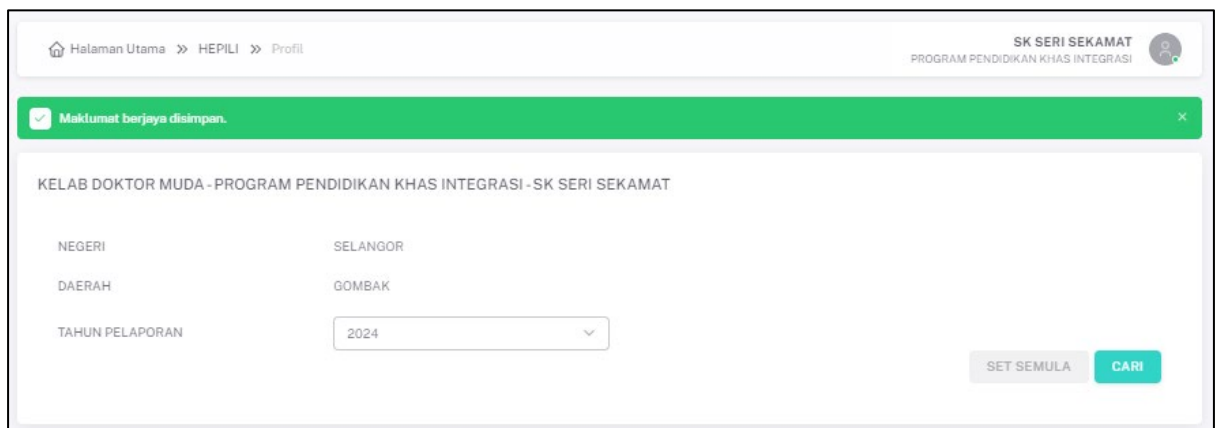 Halaman Utama » HEPILI » Profil
SK SERI SEKAMAT
PROGRAM PENDIDIKAN KHAS INTEGRASI
Maklumat berjaya disimpan.
KELAB DOKTOR MUDA - PROGRAM PENDIDIKAN KHAS INTEGRASI - SK SERI SEKAMAT
NEGERI SELANGOR
DAERAH GOMBAK
TAHUN PELAPORAN 2024
SET SEMULA CARI